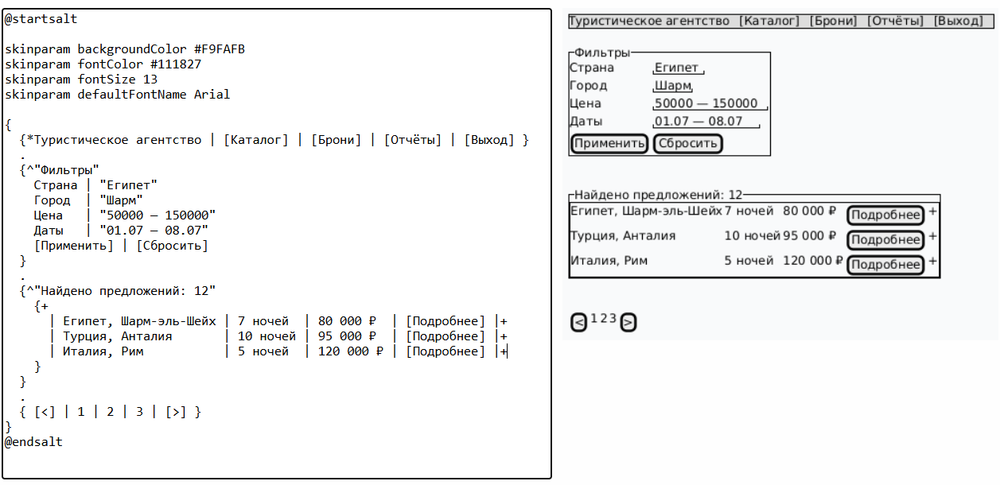 @startsalt
skinparam backgroundColor #F9FAFB
skinparam fontColor #111827
skinparam fontSize 13
skinparam defaultFontName Arial
{
{*Туристическое агентство | [Каталог] | [Брони] | [Отчёты] | [Выход] }
.
{^"Фильтры"
Страна | "Египет"
Город | "Шарм"
Цена | "50000 — 150000"
Даты | "01.07 — 08.07"
[Применить] | [Сбросить]
}
.
{^"Найдено предложений: 12"
{+
| Египет, Шарм-эль-Шейх | 7 ночей | 80 000 ₽ | [Подробнее] |+
| Турция, Анталия | 10 ночей | 95 000 ₽ | [Подробнее] |+
| Италия, Рим | 5 ночей | 120 000 ₽ | [Подробнее] |+
}
}
.
{ [<] | 1 | 2 | 3 | [>] }
}
@endsalt
Туристическое агентство [Каталог] [Брони] [Отчёты] [Выход]
Фильтры
Страна Египет
Город Шарм
Цена 50000 — 150000
Даты 01.07 — 08.07
Применить Сбросить
Найдено предложений: 12
Египет, Шарм-эль-Шейх 7 ночей 80 000 ₽ Подробнее +
Турция, Анталия 10 ночей 95 000 ₽ Подробнее +
Италия, Рим 5 ночей 120 000 ₽ Подробнее +
< 1 2 3 >